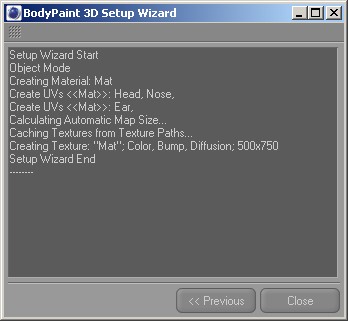 BodyPaint 3D Setup Wizard
Setup Wizard Start
Object Mode
Creating Material: Mat
Create UVs <<Mat>>: Head, Nose,
Create UVs <<Mat>>: Ear,
Calculating Automatic Map Size...
Caching Textures from Texture Paths...
Creating Texture: "Mat"; Color, Bump, Diffusion; 500x750
Setup Wizard End
--------
<< Previous
Close